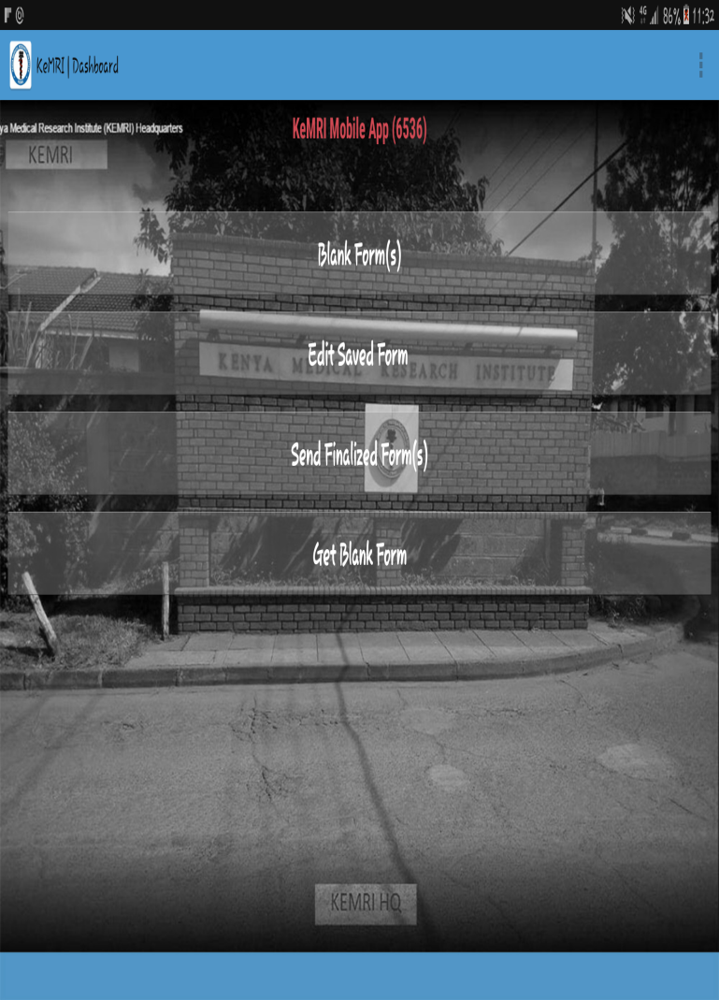 4G 86% 11:32
KeMRI | Dashboard
ya Medical Research Institute (KEMRI) Headquarters
KeMRI Mobile App (6536)
KEMRI
Blank Form(s)
Edit Saved Form
KENYA MEDICAL RESEARCH INSTITUTE
Send Finalized Form(s)
Get Blank Form
KEMRI HQ